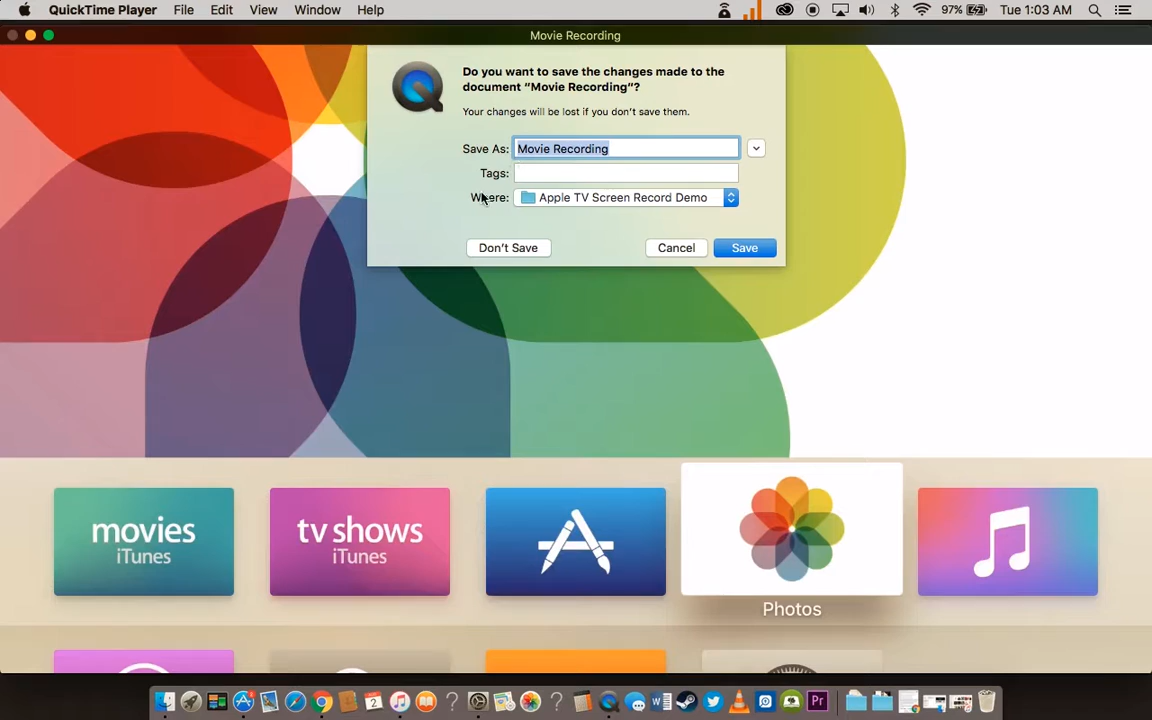 QuickTime Player File Edit View Window Help 97% Tue 1:03 AM
Movie Recording
Do you want to save the changes made to the
document “Movie Recording”?
Your changes will be lost if you don’t save them.
Save As: Movie Recording
Tags:
Where: Apple TV Screen Record Demo
Don’t Save Cancel Save
movies
iTunes
tv shows
iTunes
Photos
2
W
Pr